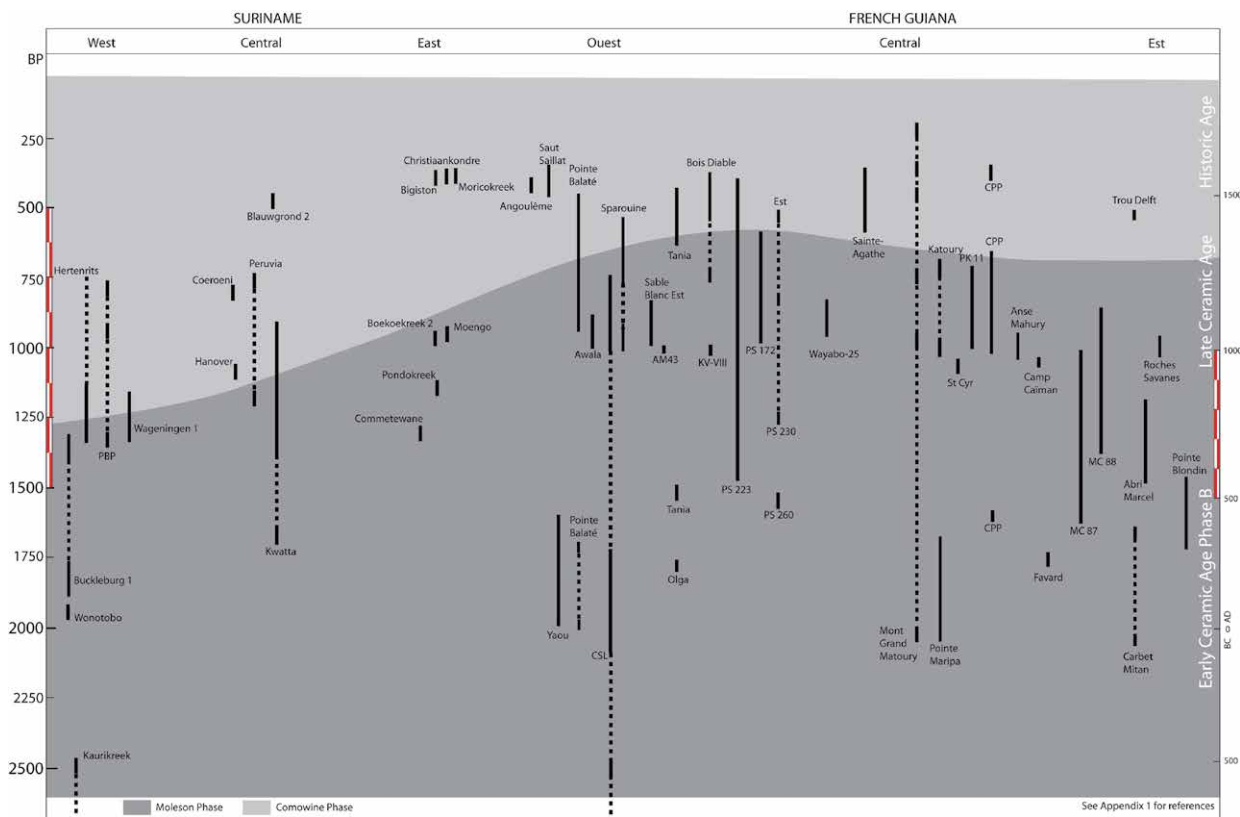 SURINAME
FRENCH GUIANA
West
Central
East
Ouest
Central
Est
BP
250
500
750
1000
1250
1500
1750
2000
2250
2500
Hertenrits
PBP
Wageningen 1
Buckleburg 1
Wonotobo
Kaurikreek
Blauwgrond 2
Coeroeni
Peruvia
Hanover
Kwatta
Christiaankondre
Bigiston
Moricokreek
Boekoekreek 2
Moengo
Pondokreek
Commetewane
Saut
Saillat
Angoulème
Pointe
Balaté
Sparouine
Awala
Sable
Blanc Est
AM43
Tania
Bois Diable
KV-VIII
PS 172
Est
PS 230
PS 223
PS 260
Tania
Olga
Pointe
Balaté
Yaou
CSL
Sainte-
Agathe
Wayabo-25
Katoury
PK 11
CPP
CPP
St Cyr
Anse
Mahury
Camp
Caïman
CPP
Favard
Mont
Grand
Matoury
Pointe
Maripa
MC 87
MC 88
Trou Delft
Roches
Savanes
Abri
Marcel
Pointe
Blondin
Carbet
Mitan
Historic Age
Late Ceramic Age
Early Ceramic Age Phase B
1500
1000
500
BC 0 AD
500
Moleson Phase
Comowine Phase
See Appendix 1 for references